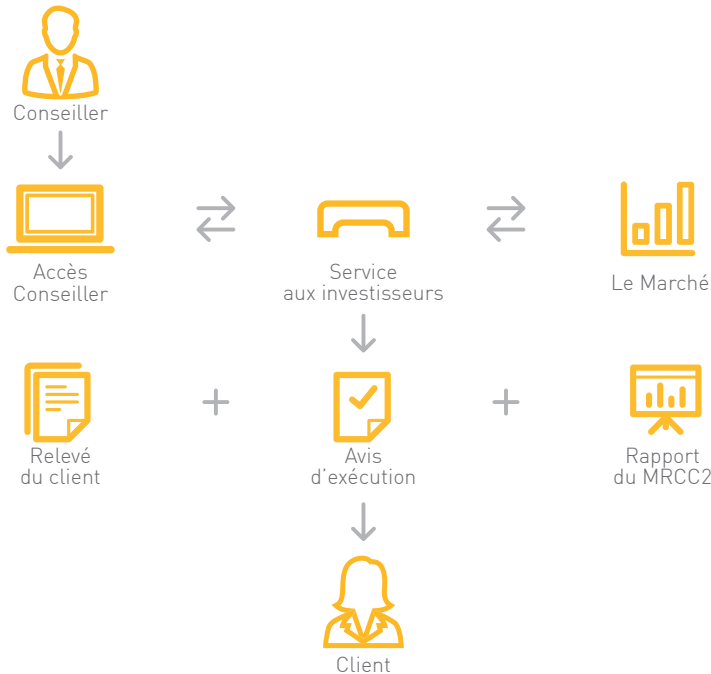 Conseiller
Accès
Conseiller
Service
aux investisseurs
Le Marché
Relevé
du client
Avis
d'exécution
Rapport
du MRCC2
Client